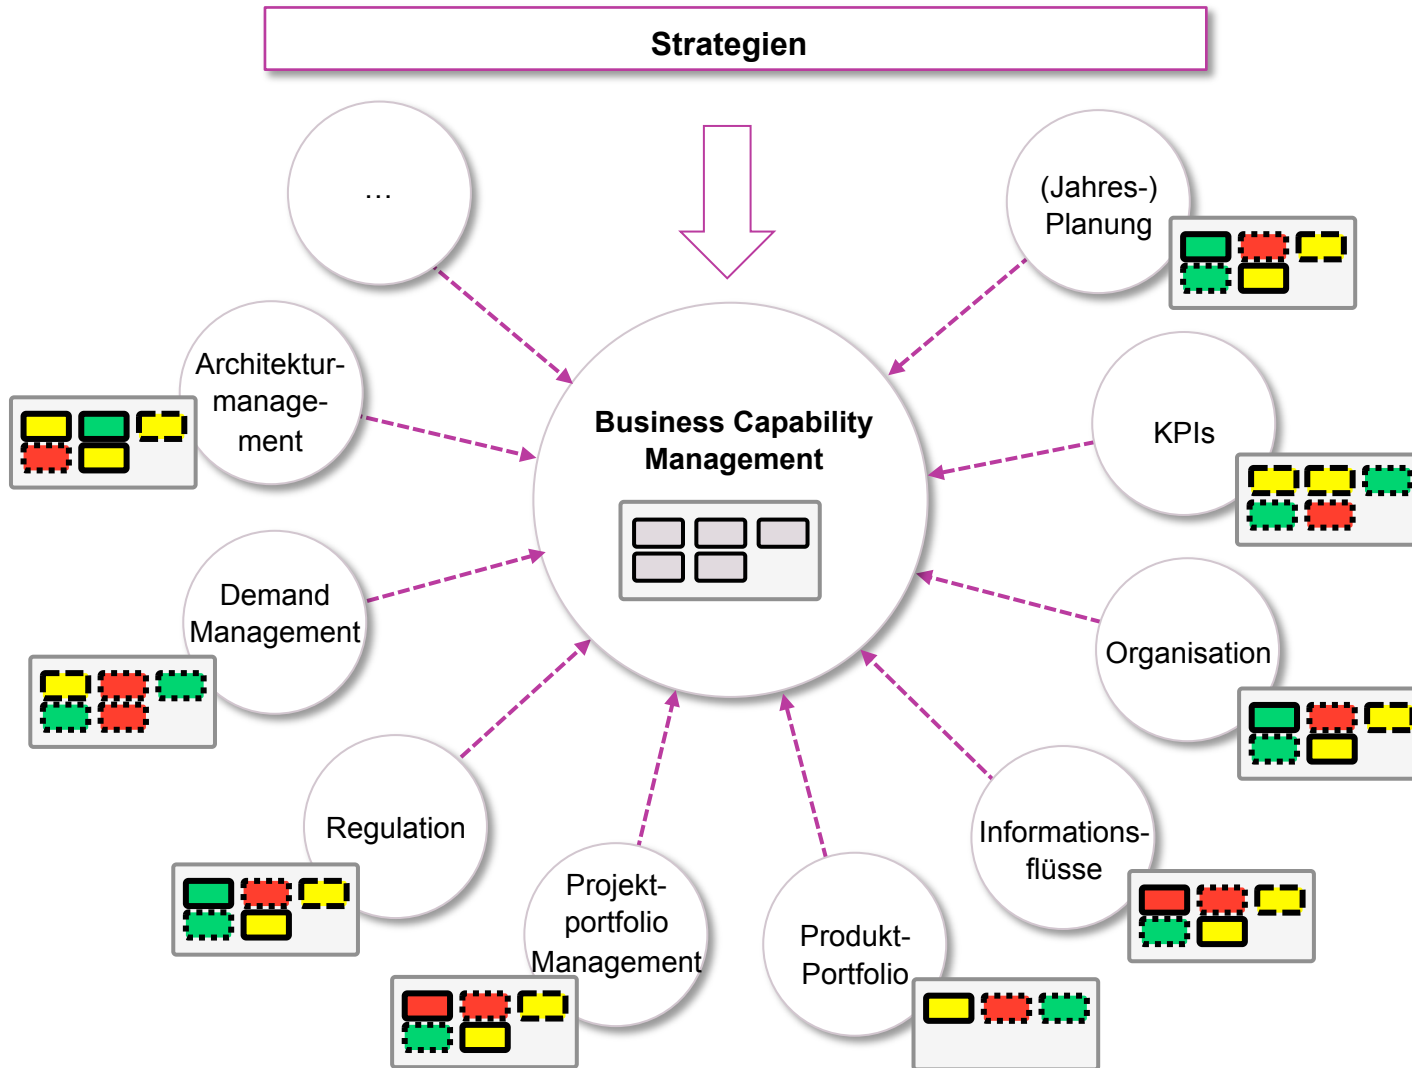 Strategien
…
(Jahres-)
Planung
Architektur-
manage-
ment
KPIs
Business Capability
Management
Demand
Management
Organisation
Regulation
Informations-
flüsse
Projekt-
portfolio
Management
Produkt-
Portfolio